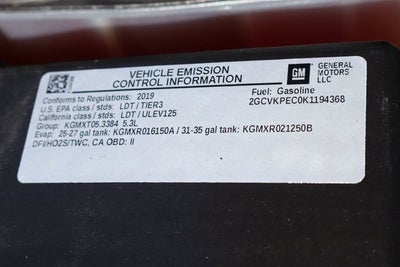 VEHICLE EMISSION
CONTROL INFORMATION
GM
GENERAL
MOTORS
LLC
Conforms to Regulations: 2019
Fuel: Gasoline
U.S. EPA class / stds: LDT / TIER3
2GCVKPEC0K1194368
California class / stds: LDT / ULEV125
Group: KGMXT05.3384 5.3L
Evap: 25-27 gal tank: KGMXR016150A / 31-35 gal tank: KGMXR021250B
DFI/HO2S/TWC, CA OBD: II